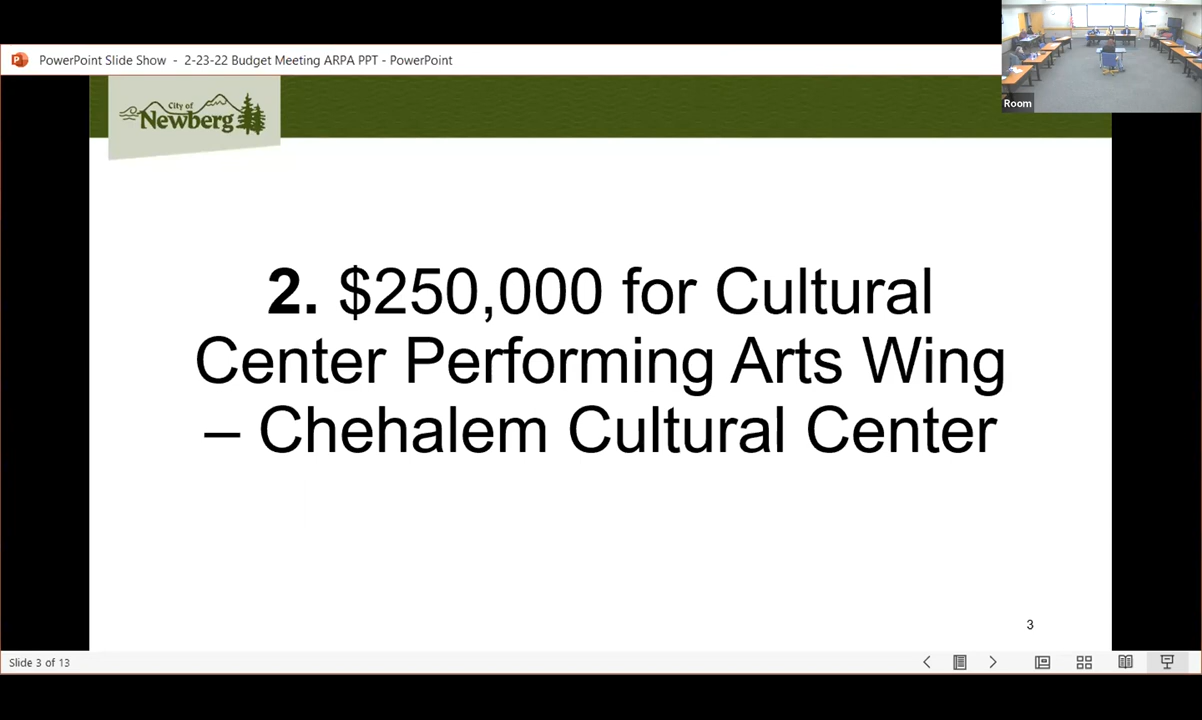 PowerPoint Slide Show - 2-23-22 Budget Meeting ARPA PPT - PowerPoint
Room
City of
Newberg
2. $250,000 for Cultural
Center Performing Arts Wing
– Chehalem Cultural Center
3
Slide 3 of 13